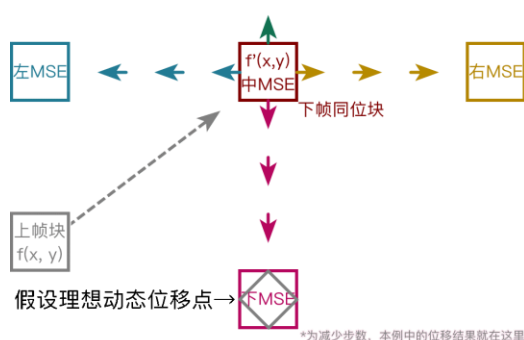 左MSE
f'(x,y)
中MSE
右MSE
下帧同位块
上帧块
f(x, y)
假设理想动态位移点→
下MSE
*为减少步数，本例中的位移结果就在这里